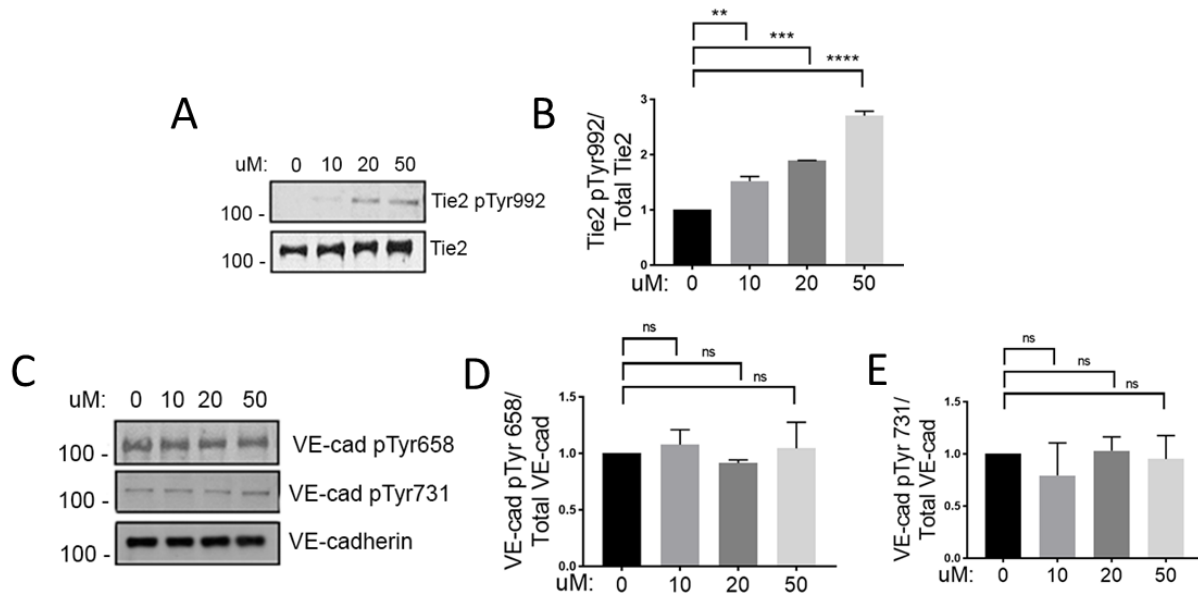 A
uM: 0 10 20 50
100 -
Tie2 pTyr992
100 -
Tie2
B
**
***
****
Tie2 pTyr992/
Total Tie2
3
2
1
0
uM: 0 10 20 50
C
uM: 0 10 20 50
100 -
VE-cad pTyr658
100 -
VE-cad pTyr731
100 -
VE-cadherin
D
ns
ns
ns
VE-cad pTyr 658/
Total VE-cad
1.5
1.0
0.5
0.0
uM: 0 10 20 50
E
ns
ns
ns
VE-cad pTyr 731/
Total VE-cad
1.5
1.0
0.5
0.0
uM: 0 10 20 50